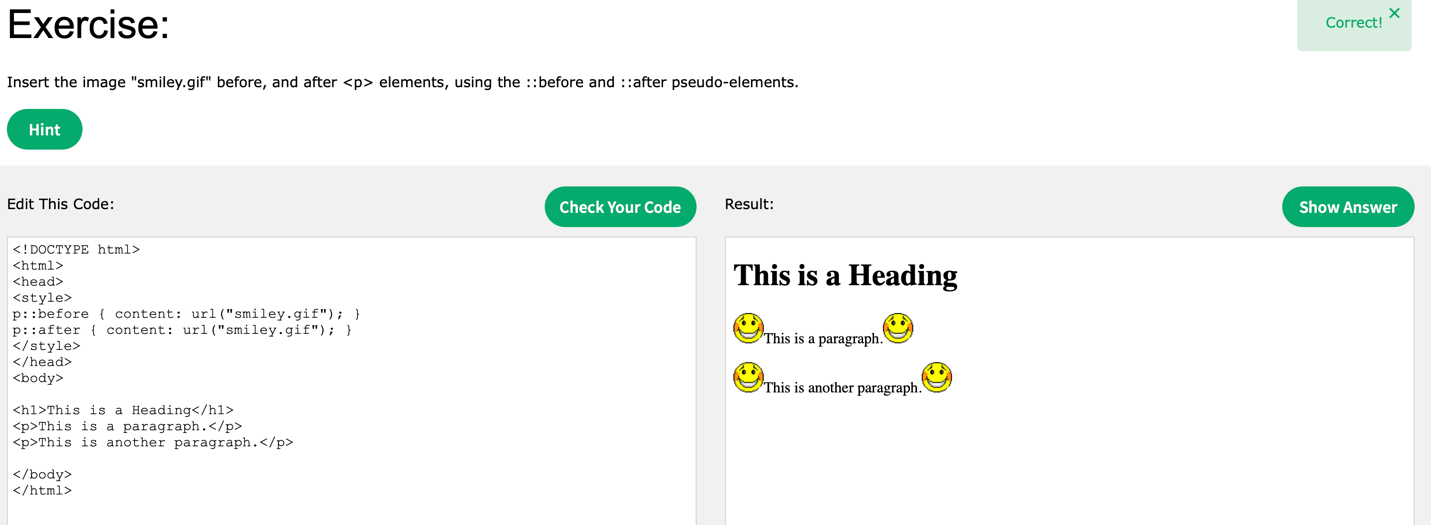 Exercise:
Correct!
×
Insert the image "smiley.gif" before, and after <p> elements, using the ::before and ::after pseudo-elements.
Hint
Edit This Code:
Check Your Code
<!DOCTYPE html>
<html>
<head>
<style>
p::before { content: url("smiley.gif"); }
p::after { content: url("smiley.gif"); }
</style>
</head>
<body>
<h1>This is a Heading</h1>
<p>This is a paragraph.</p>
<p>This is another paragraph.</p>
</body>
</html>
Result:
Show Answer
This is a Heading
This is a paragraph.
This is another paragraph.